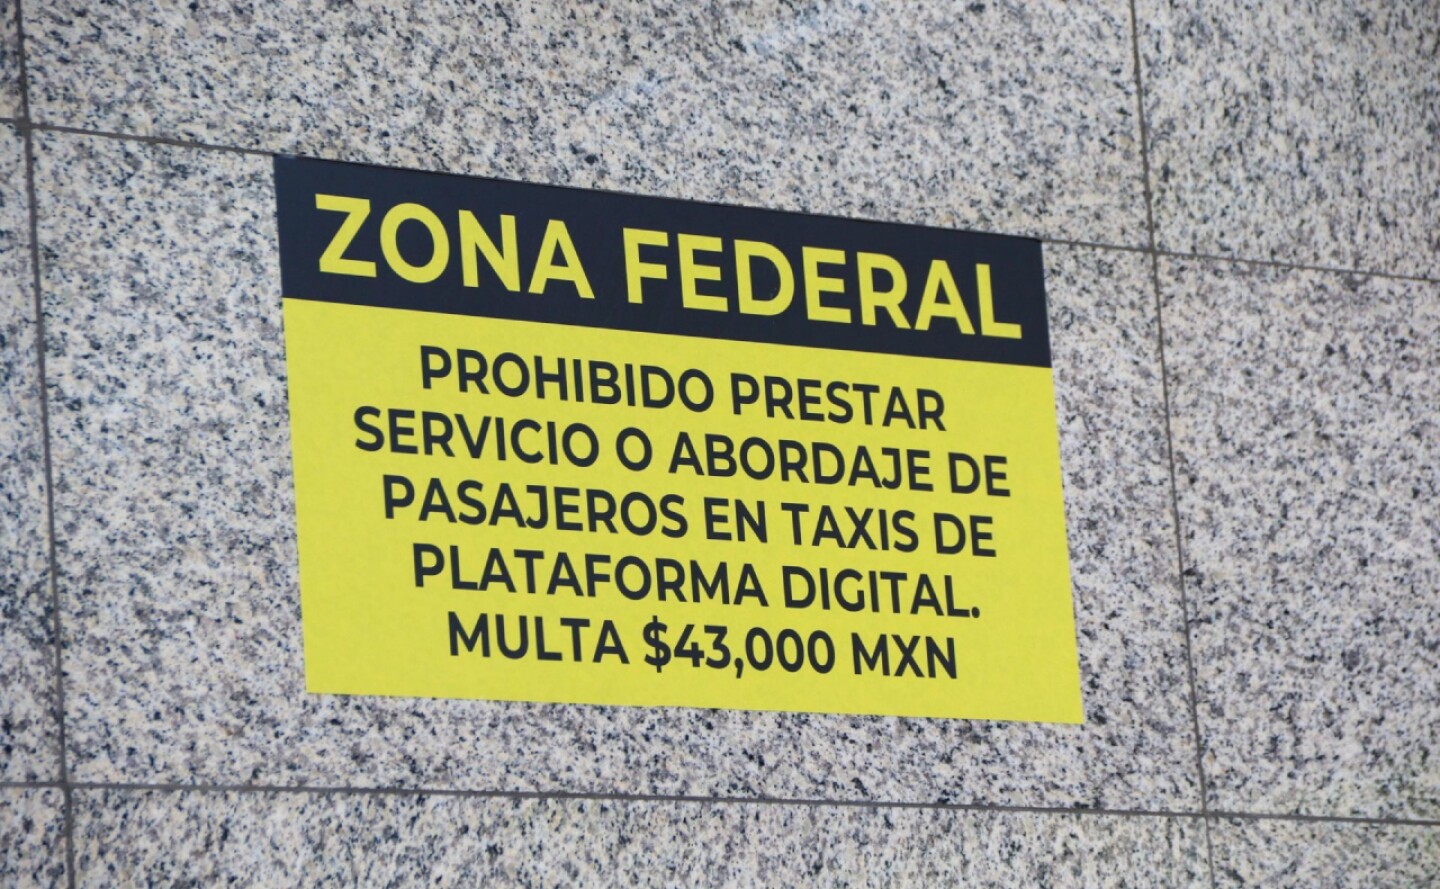 ZONA FEDERAL
PROHIBIDO PRESTAR
SERVICIO O ABORDAJE DE
PASAJEROS EN TAXIS DE
PLATAFORMA DIGITAL.
MULTA $43,000 MXN